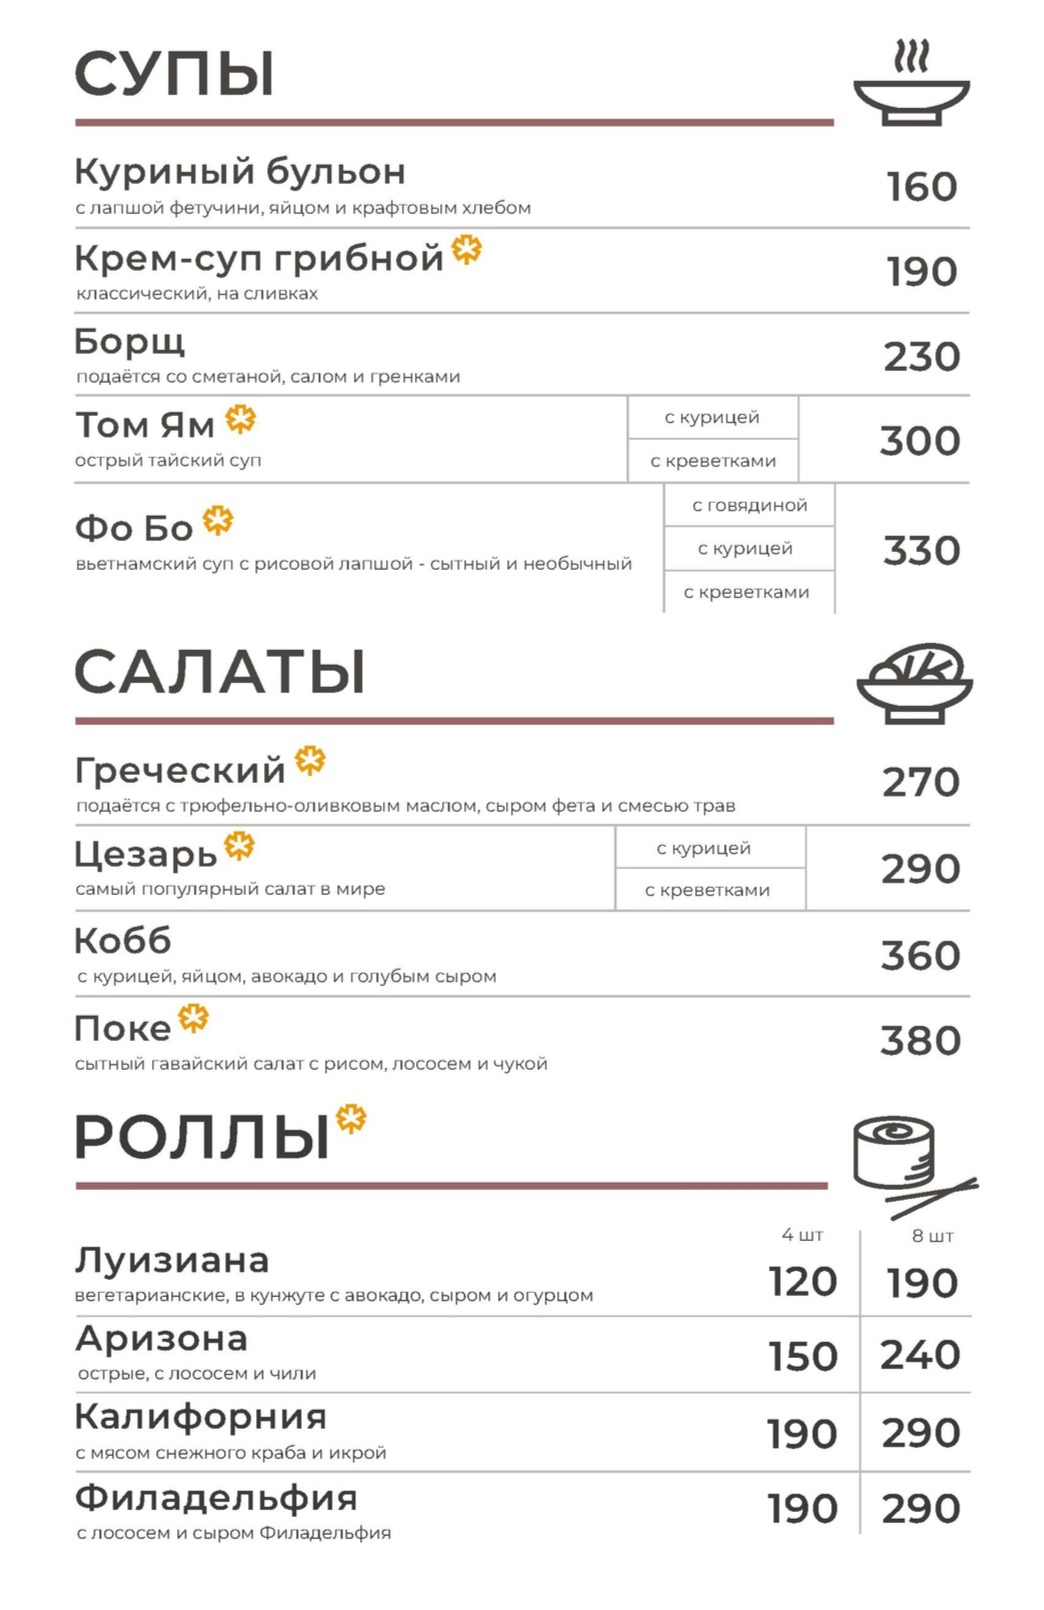 СУПЫ
Куриный бульон
160
с лапшой фетучини, яйцом и крафтовым хлебом
Крем-суп грибной
190
классический, на сливках
Борщ
230
подаётся со сметаной, салом и гренками
Том Ям
с курицей
300
острый тайский суп
с креветками
Фо Бо
с говядиной
с курицей
330
вьетнамский суп с рисовой лапшой - сытный и необычный
с креветками
САЛАТЫ
Греческий
270
подаётся с трюфельно-оливковым маслом, сыром фета и смесью трав
Цезарь
с курицей
290
самый популярный салат в мире
с креветками
Кобб
360
с курицей, яйцом, авокадо и голубым сыром
Поке
380
сытный гавайский салат с рисом, лососем и чукой
РОЛЛЫ
4 шт 8 шт
Луизиана
120 190
вегетарианские, в кунжуте с авокадо, сыром и огурцом
Аризона
150 240
острые, с лососем и чили
Калифорния
190 290
с мясом снежного краба и икрой
Филадельфия
190 290
с лососем и сыром Филадельфия